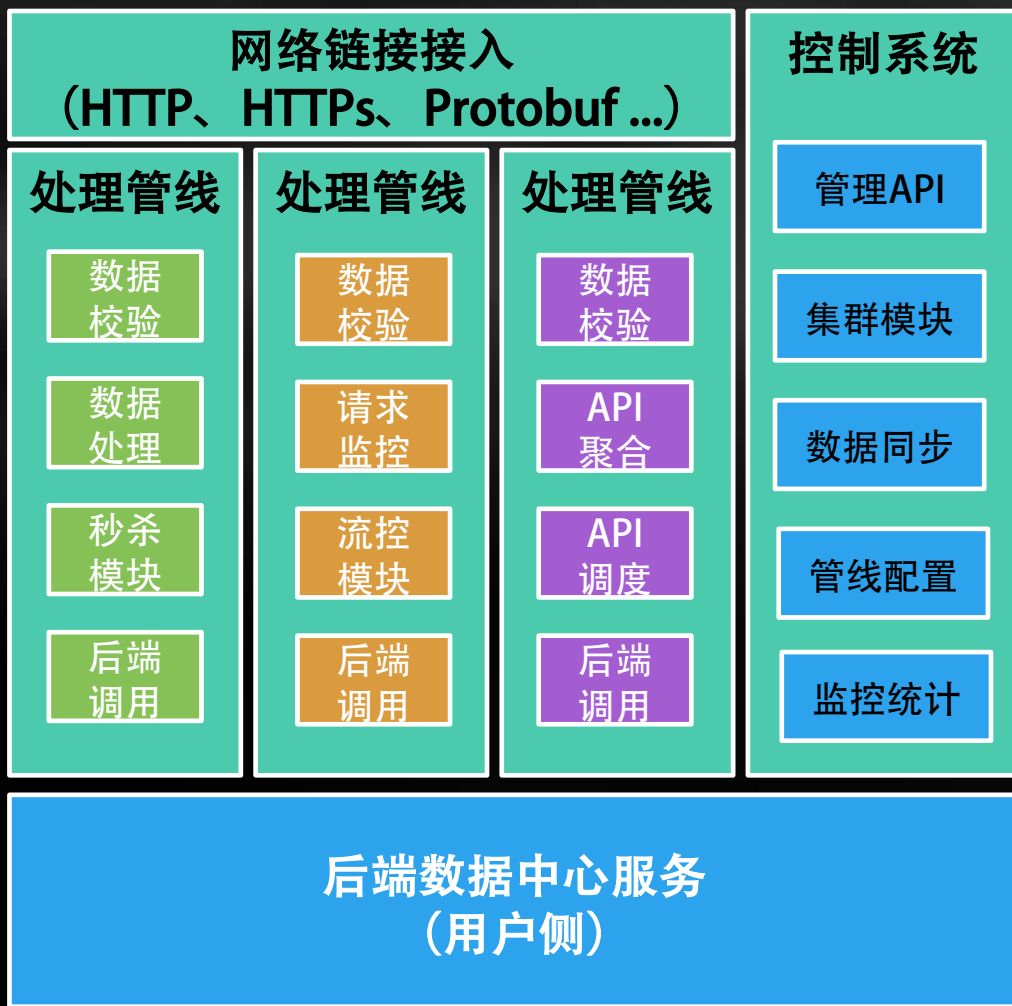 网络链接接入
（HTTP、HTTPs、Protobuf ...）
处理管线
数据
校验
数据
处理
秒杀
模块
后端
调用
处理管线
数据
校验
请求
监控
流控
模块
后端
调用
处理管线
数据
校验
API
聚合
API
调度
后端
调用
控制系统
管理API
集群模块
数据同步
管线配置
监控统计
后端数据中心服务
（用户侧）